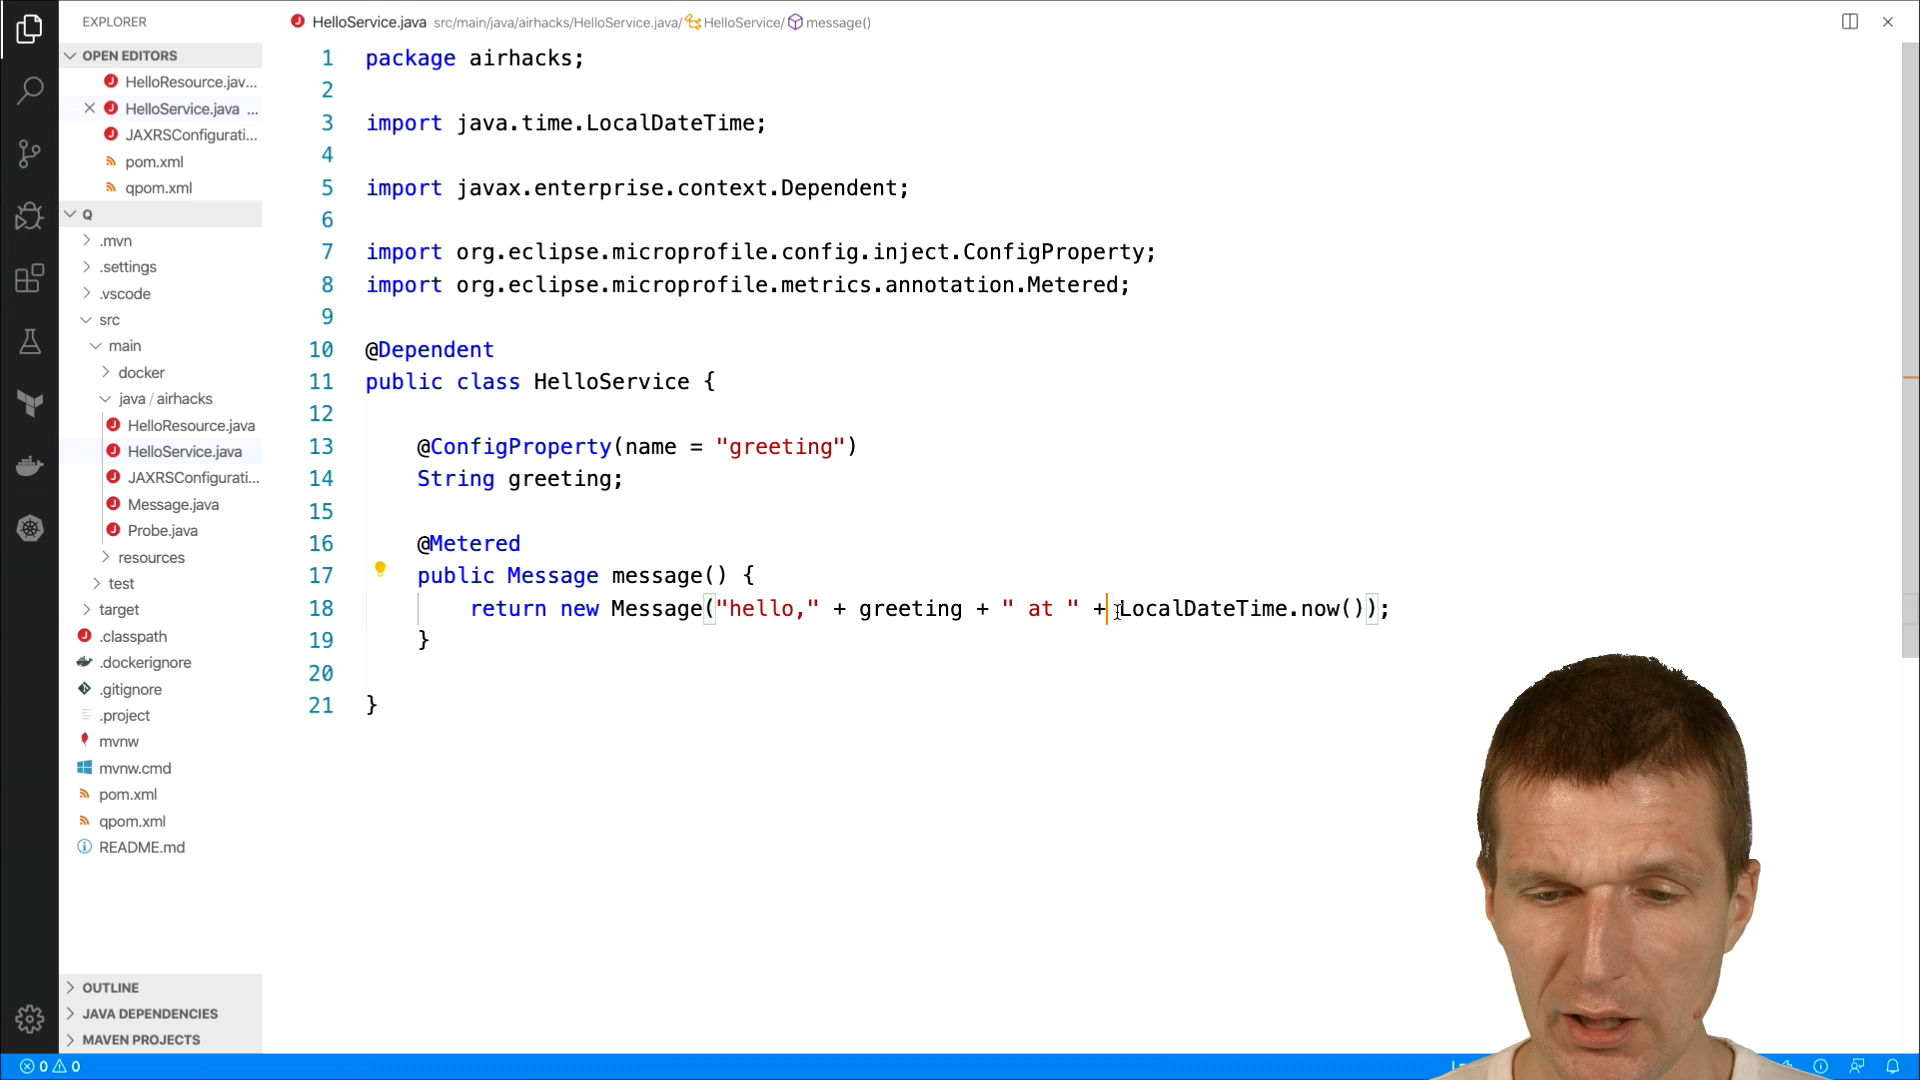 EXPLORER
OPEN EDITORS
HelloResource.jav...
HelloService.java ...
JAXRSConfigurati...
pom.xml
qpom.xml
Q
.mvn
.settings
.vscode
src
main
docker
java / airhacks
HelloResource.java
HelloService.java
JAXRSConfigurati...
Message.java
Probe.java
resources
test
target
.classpath
.dockerignore
.gitignore
.project
mvnw
mvnw.cmd
pom.xml
qpom.xml
README.md
OUTLINE
JAVA DEPENDENCIES
MAVEN PROJECTS
0 0
HelloService.java src/main/java/airhacks/HelloService.java/ HelloService/ message()
1 package airhacks;
2
3 import java.time.LocalDateTime;
4
5 import javax.enterprise.context.Dependent;
6
7 import org.eclipse.microprofile.config.inject.ConfigProperty;
8 import org.eclipse.microprofile.metrics.annotation.Metered;
9
10 @Dependent
11 public class HelloService {
12
13 @ConfigProperty(name = "greeting")
14 String greeting;
15
16 @Metered
17 public Message message() {
18 return new Message("hello," + greeting + " at " + LocalDateTime.now());
19 }
20
21 }